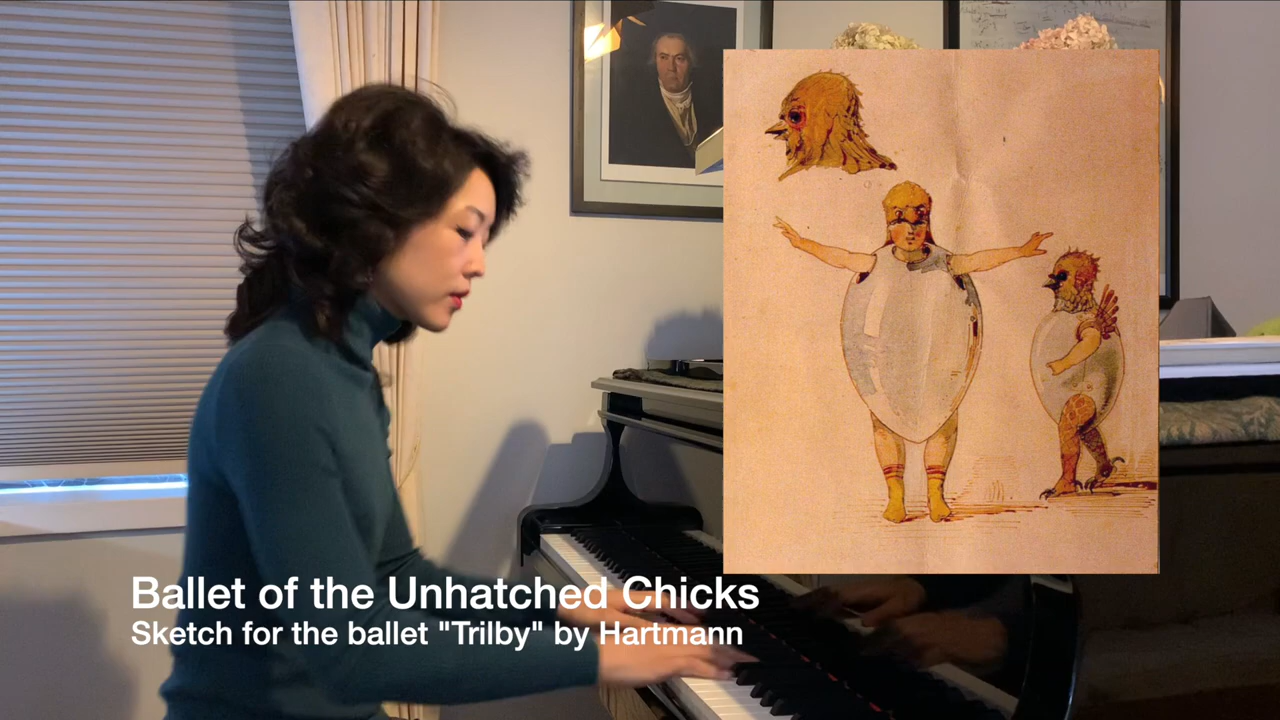 Ballet of the Unhatched Chicks
Sketch for the ballet "Trilby" by Hartmann